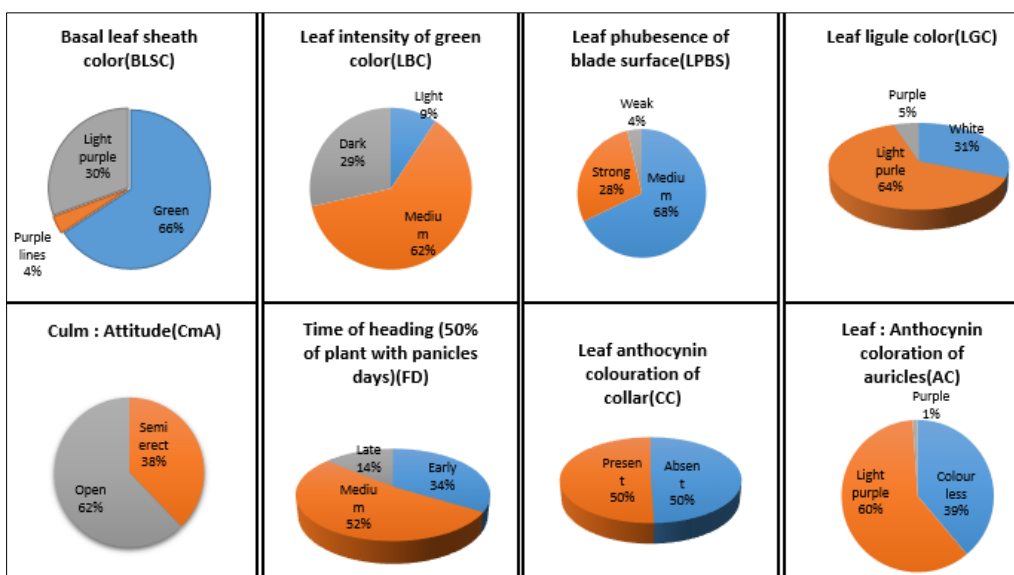 Basal leaf sheath
color(BLSC)
Light
purple
30%
Green
66%
Purple
lines
4%
Leaf intensity of green
color(LBC)
Light
9%
Dark
29%
Mediu
m
62%
Leaf phubesence of
blade surface(LPBS)
Weak
4%
Strong
28%
Mediu
m
68%
Leaf ligule color(LGC)
Purple
5%
White
31%
Light
purle
64%
Culm : Attitude(CmA)
Semi
erect
38%
Open
62%
Time of heading (50%
of plant with panicles
days)(FD)
Late
14%
Early
34%
Mediu
m
52%
Leaf anthocynin
colouration of
collar(CC)
Presen
t
50%
Absen
t
50%
Leaf : Anthocynin
coloration of
auricles(AC)
Purple
1%
Light
purple
60%
Colour
less
39%